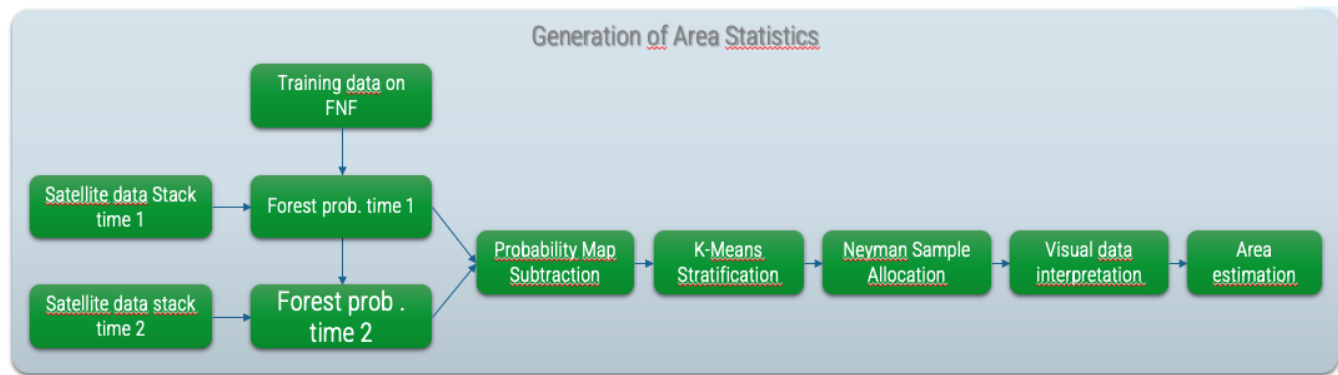 Generation of Area Statistics
Training data on
FNF
Satellite data Stack
time 1
Forest prob. time 1
Satellite data stack
time 2
Forest prob .
time 2
Probability Map
Subtraction
K-Means
Stratification
Neyman Sample
Allocation
Visual data
interpretation
Area
estimation